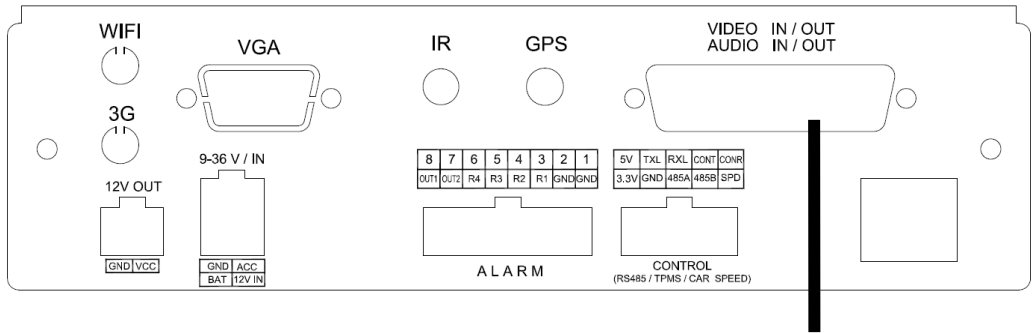 WIFI
VGA
IR
GPS
VIDEO IN / OUT
AUDIO IN / OUT
3G
9-36 V / IN
12V OUT
8 7 6 5 4 3 2 1
OUT1 OUT2 R4 R3 R2 R1 GND GND
5V TXL RXL CONT CONR
3.3V GND 485A 485B SPD
GND VCC
GND ACC
BAT 12V IN
ALARM
CONTROL
(RS485 / TPMS / CAR SPEED)